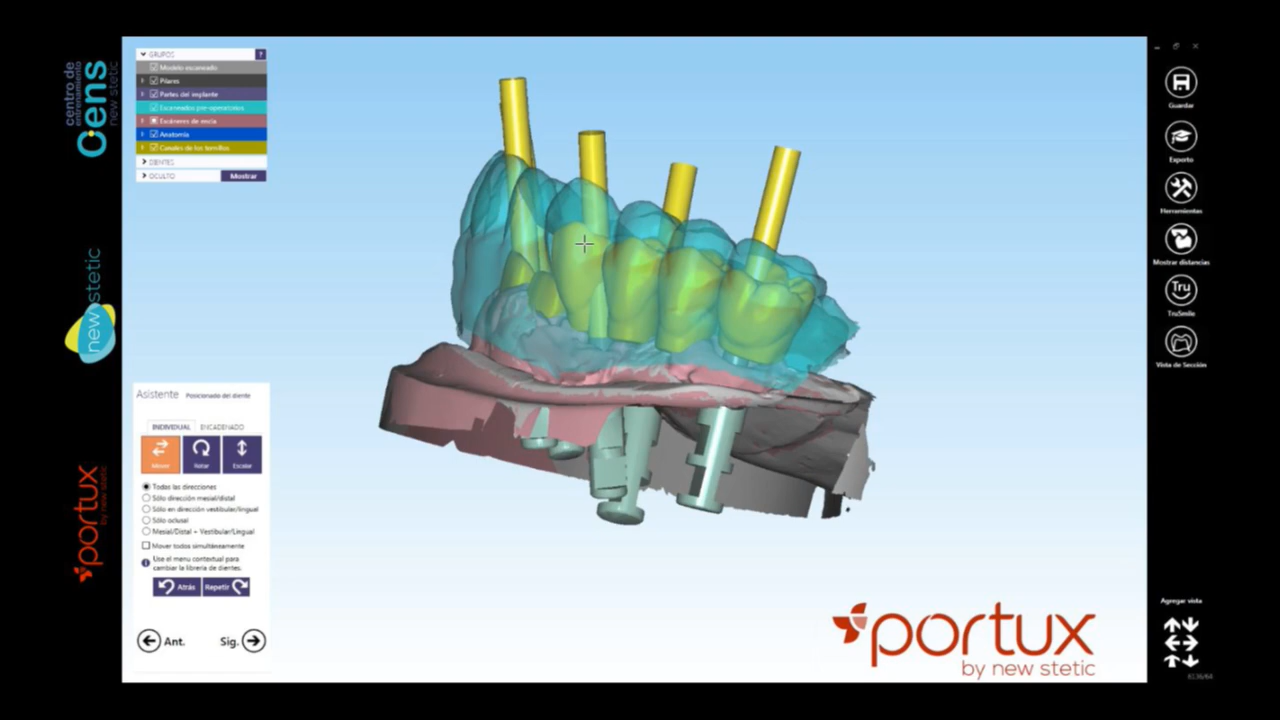 centro de
entrenamiento
cens
new stetic
newstetic
portux
by new stetic
GRUPOS
?
Modelo escaneado
Pilares
Partes del implante
Escaneados pre-operatorios
Escáneres de encía
Anatomía
Canales de los tornillos
DIENTES
OCULTO
Mostrar
Asistente Posicionado del diente
INDIVIDUAL ENCADENADO
Mover Rotar Escalar
Todas las direcciones
Sólo dirección mesial/distal
Sólo en dirección vestibular/lingual
Sólo oclusal
Mesial/Distal + Vestibular/Lingual
Mover todos simultáneamente
Use el menu contextual para
cambiar la librería de dientes.
Atrás Repetir
Ant. Sig.
Guardar
Experto
Herramientas
Mostrar distancias
Tru
TruSmile
Vista de Sección
Agregar vista
portux
by new stetic